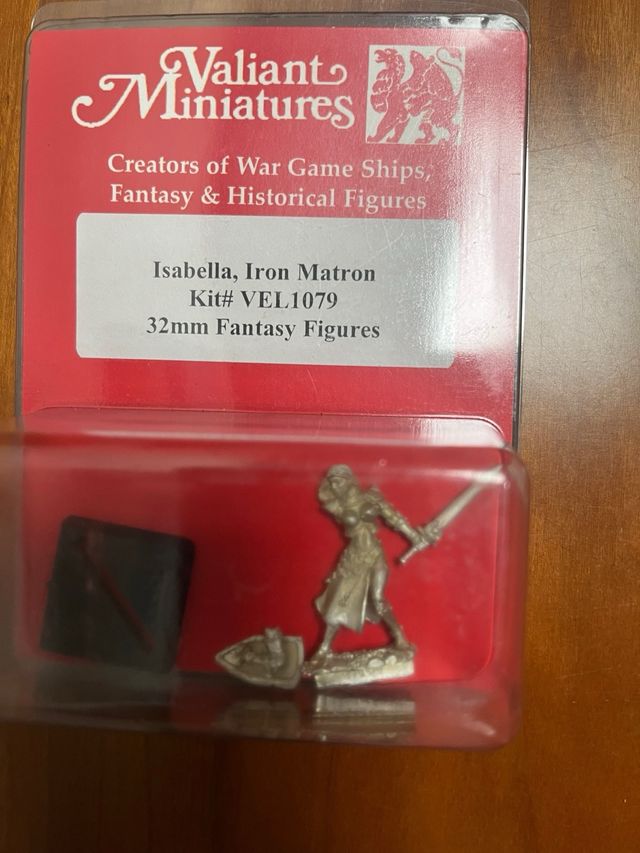 Valiant
Miniatures
Creators of War Game Ships,
Fantasy & Historical Figures
Isabella, Iron Matron
Kit# VEL1079
32mm Fantasy Figures